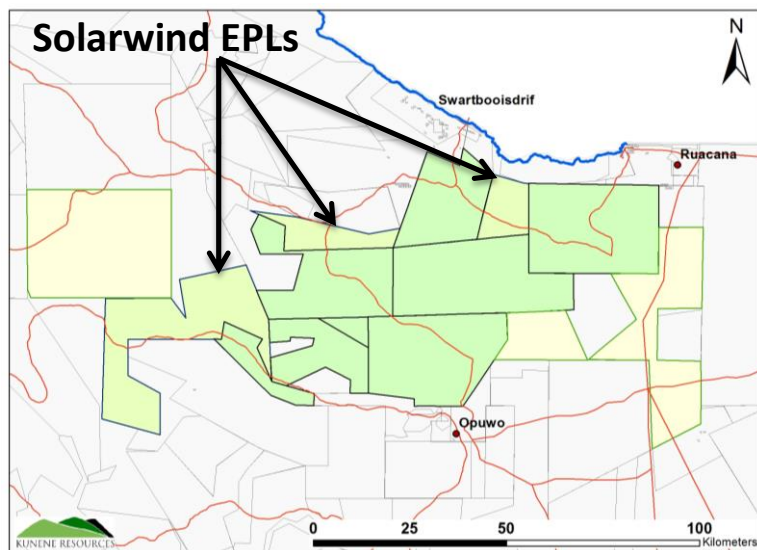 Solarwind EPLs
N
Swartbooisdrif
Ruacana
Opuwo
KUNENE RESOURCES
0 25 50 100
Kilometers